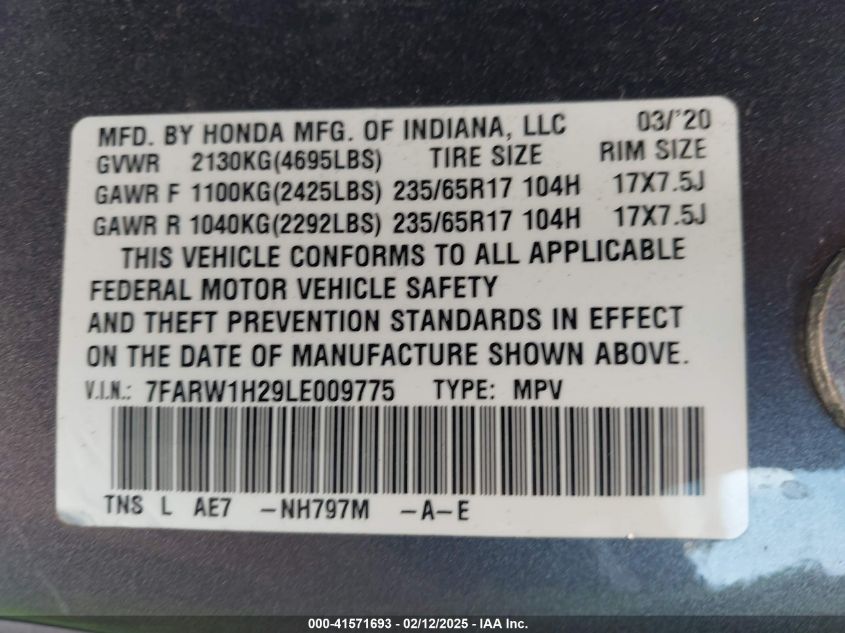 MFD. BY HONDA MFG. OF INDIANA, LLC 03/'20
GVWR 2130KG(4695LBS) TIRE SIZE RIM SIZE
GAWR F 1100KG(2425LBS) 235/65R17 104H 17X7.5J
GAWR R 1040KG(2292LBS) 235/65R17 104H 17X7.5J
THIS VEHICLE CONFORMS TO ALL APPLICABLE
FEDERAL MOTOR VEHICLE SAFETY
AND THEFT PREVENTION STANDARDS IN EFFECT
ON THE DATE OF MANUFACTURE SHOWN ABOVE.
V.I.N.: 7FARW1H29LE009775 TYPE: MPV
TNS L AE7 -NH797M -A-E
000-41571693 - 02/12/2025 - IAA Inc.